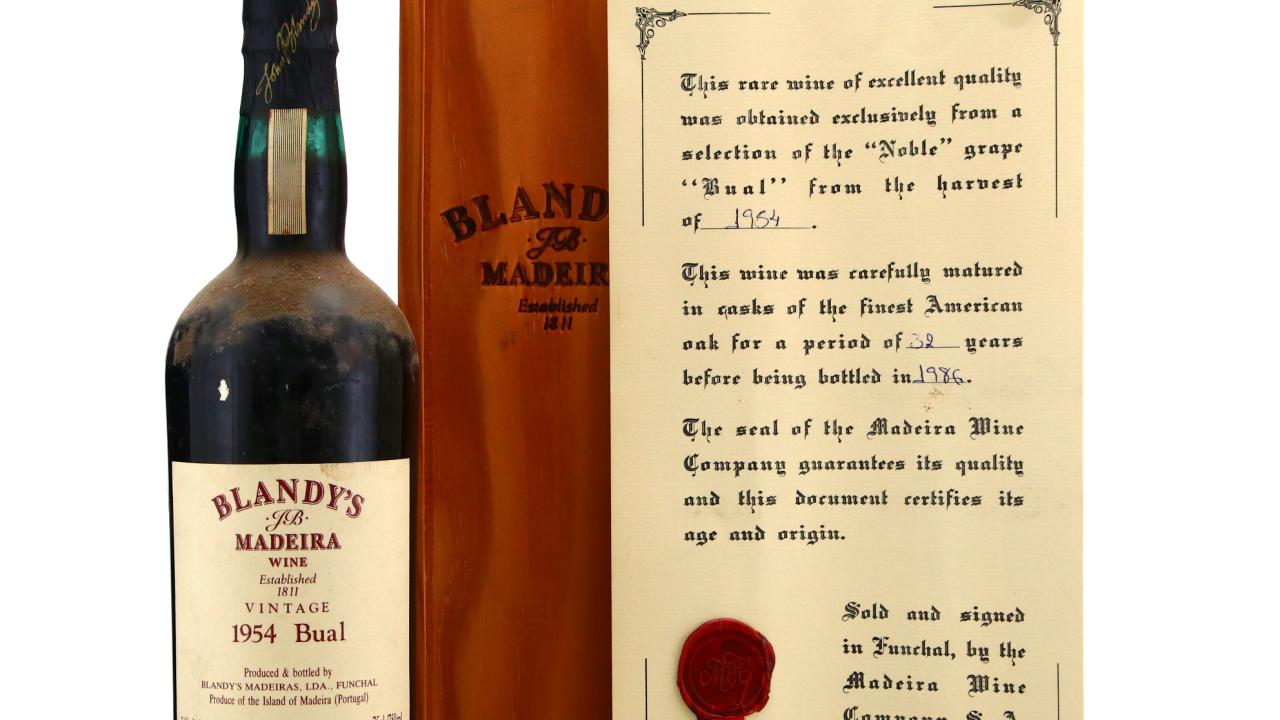 John Blandy
BLANDY'S
·JB·
MADEIRA
WINE
Established
1811
VINTAGE
1954 Bual
Produced & bottled by
BLANDY'S MADEIRAS, LDA., FUNCHAL
Produce of the Island of Madeira (Portugal)
BLAND
·JB·
MADEIR
Established
1811
This rare wine of excellent quality
was obtained exclusively from a
selection of the “Noble” grape
“Bual” from the harvest
of 1954.
This wine was carefully matured
in casks of the finest American
oak for a period of 32 years
before being bottled in 1986.
The seal of the Madeira Wine
Company guarantees its quality
and this document certifies its
age and origin.
Sold and signed
in Funchal, by the
Madeira Wine
Company S. A.